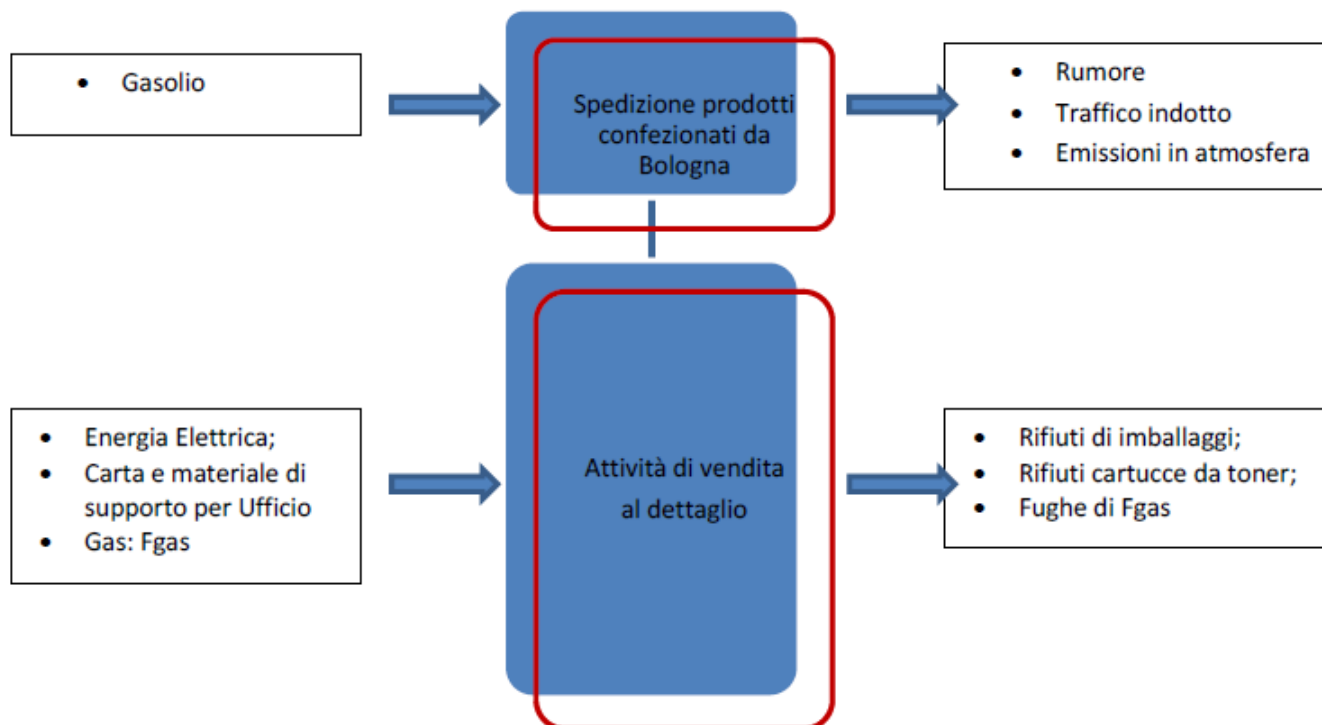 • Gasolio
Spedizione prodotti
confezionati da
Bologna
• Rumore
• Traffico indotto
• Emissioni in atmosfera
• Energia Elettrica;
• Carta e materiale di
supporto per Ufficio
• Gas: Fgas
Attività di vendita
al dettaglio
• Rifiuti di imballaggi;
• Rifiuti cartucce da toner;
• Fughe di Fgas